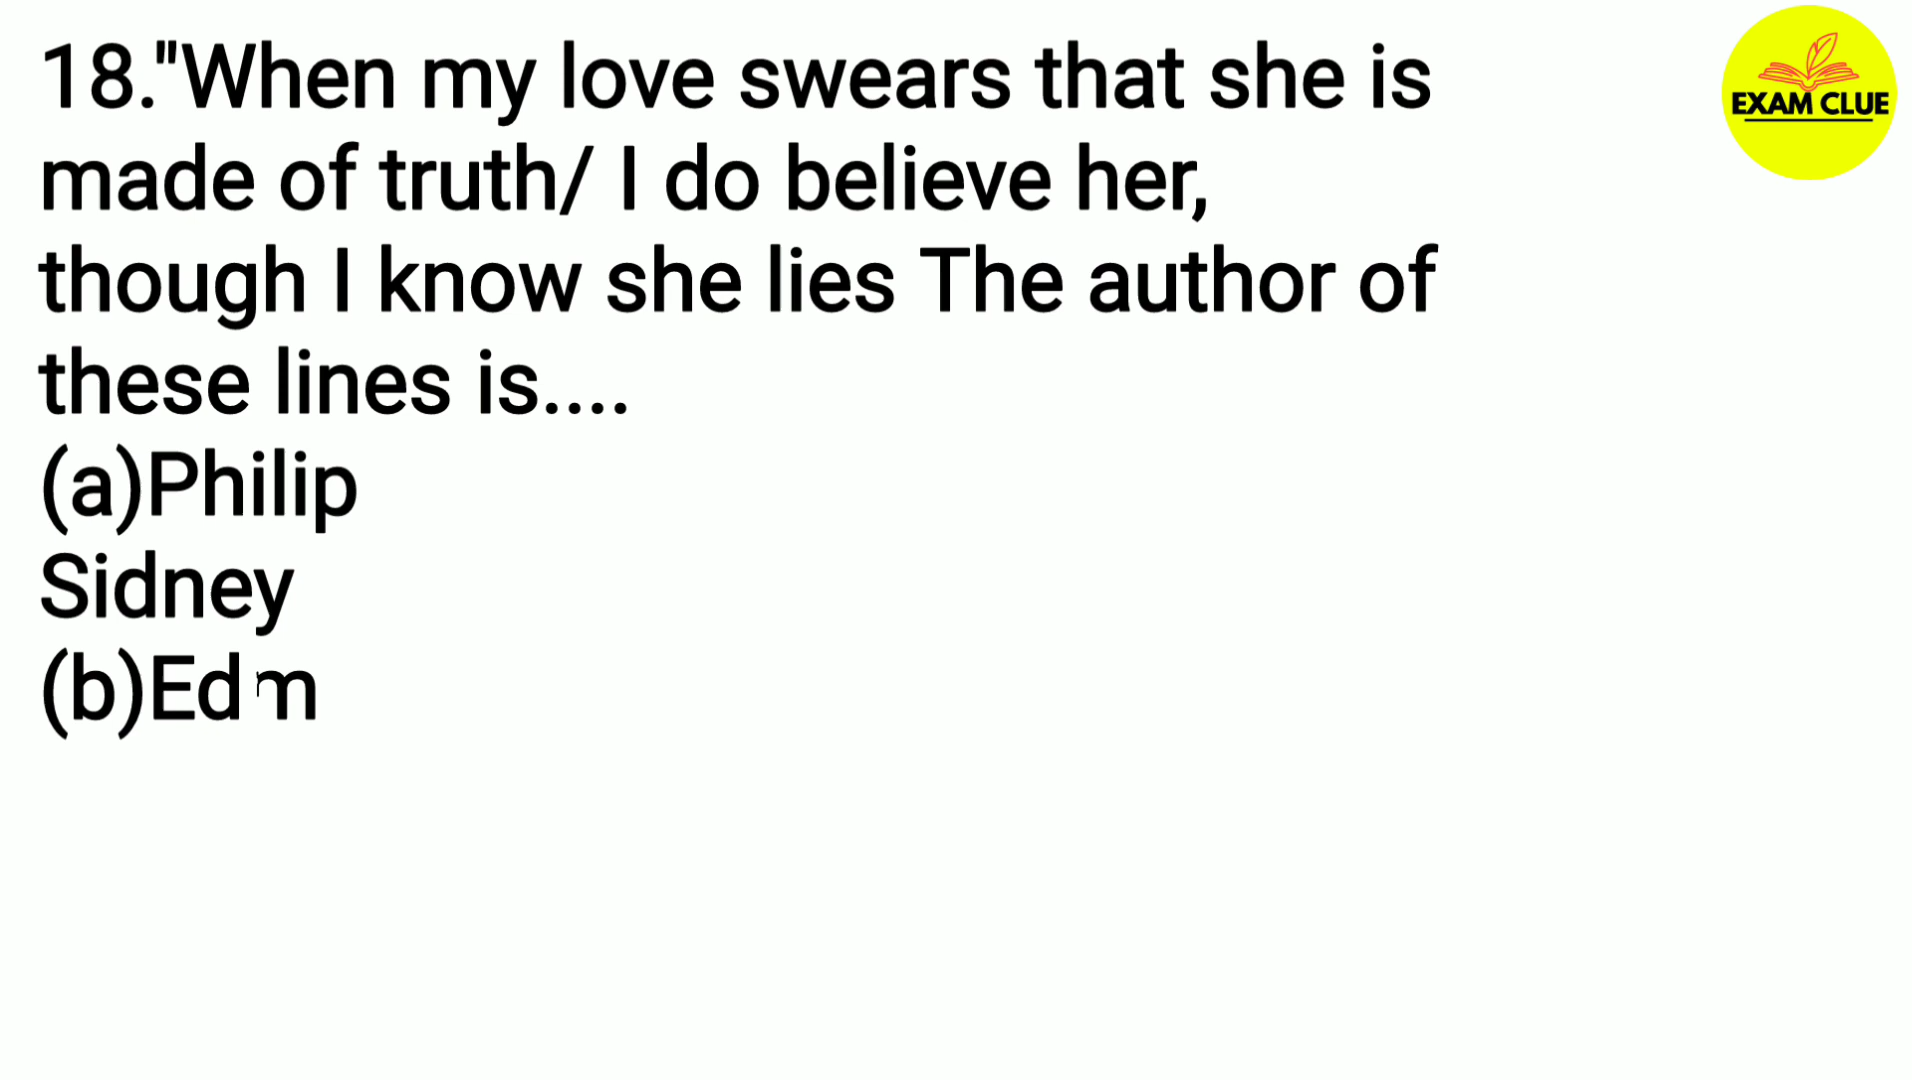 18."When my love swears that she is
made of truth/ I do believe her,
though I know she lies The author of
these lines is....
(a)Philip
Sidney
(b)Edm
EXAM CLUE